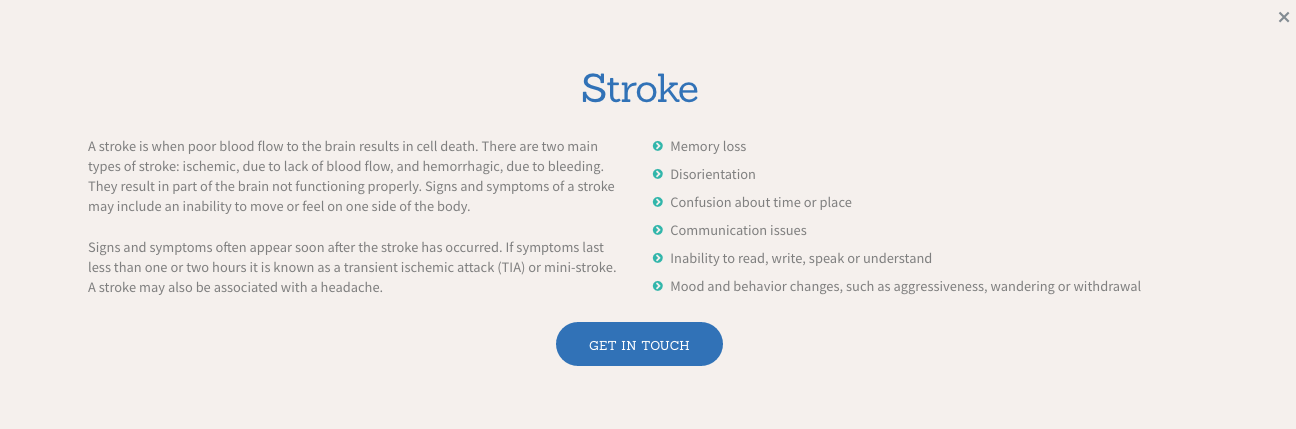 Stroke
A stroke is when poor blood flow to the brain results in cell death. There are two main
types of stroke: ischemic, due to lack of blood flow, and hemorrhagic, due to bleeding.
They result in part of the brain not functioning properly. Signs and symptoms of a stroke
may include an inability to move or feel on one side of the body.
Signs and symptoms often appear soon after the stroke has occurred. If symptoms last
less than one or two hours it is known as a transient ischemic attack (TIA) or mini-stroke.
A stroke may also be associated with a headache.
Memory loss
Disorientation
Confusion about time or place
Communication issues
Inability to read, write, speak or understand
Mood and behavior changes, such as aggressiveness, wandering or withdrawal
GET IN TOUCH